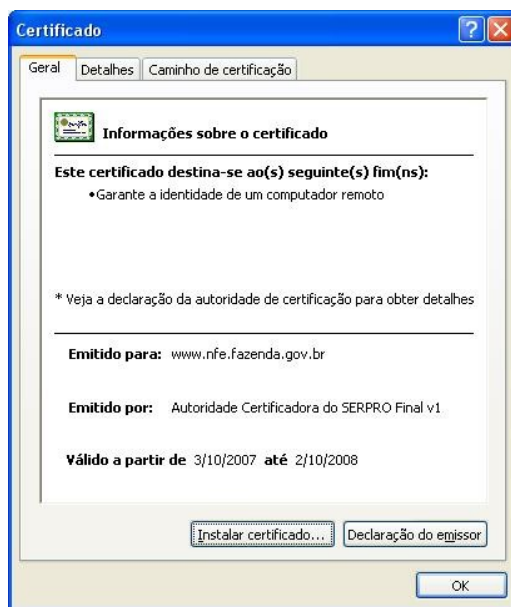 Certificado
Geral Detalhes Caminho de certificação
Informações sobre o certificado
Este certificado destina-se ao(s) seguinte(s) fim(ns):
•Garante a identidade de um computador remoto
* Veja a declaração da autoridade de certificação para obter detalhes
Emitido para: www.nfe.fazenda.gov.br
Emitido por: Autoridade Certificadora do SERPRO Final v1
Válido a partir de 3/10/2007 até 2/10/2008
Instalar certificado... Declaração do emissor
OK